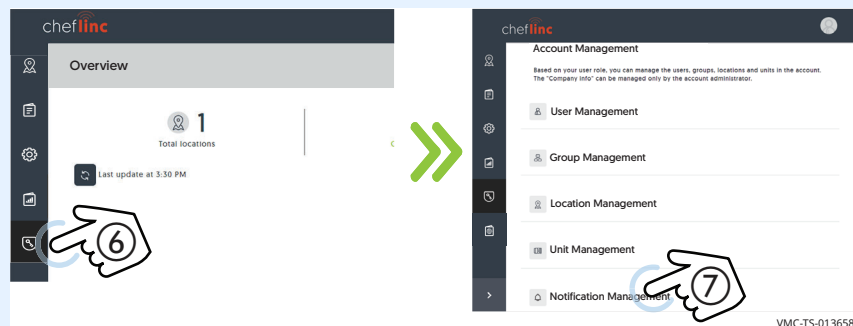 cheflinc
Overview
1
Total locations
Last update at 3:30 PM
6
cheflinc
Account Management
Based on your user role, you can manage the users, groups, locations and units in the account.
The "Company Info" can be managed only by the account administrator.
User Management
Group Management
Location Management
Unit Management
Notification Management
7
VMC-TS-013658